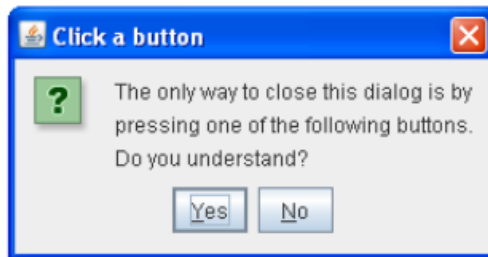 Click a button
The only way to close this dialog is by
pressing one of the following buttons.
Do you understand?
Yes No